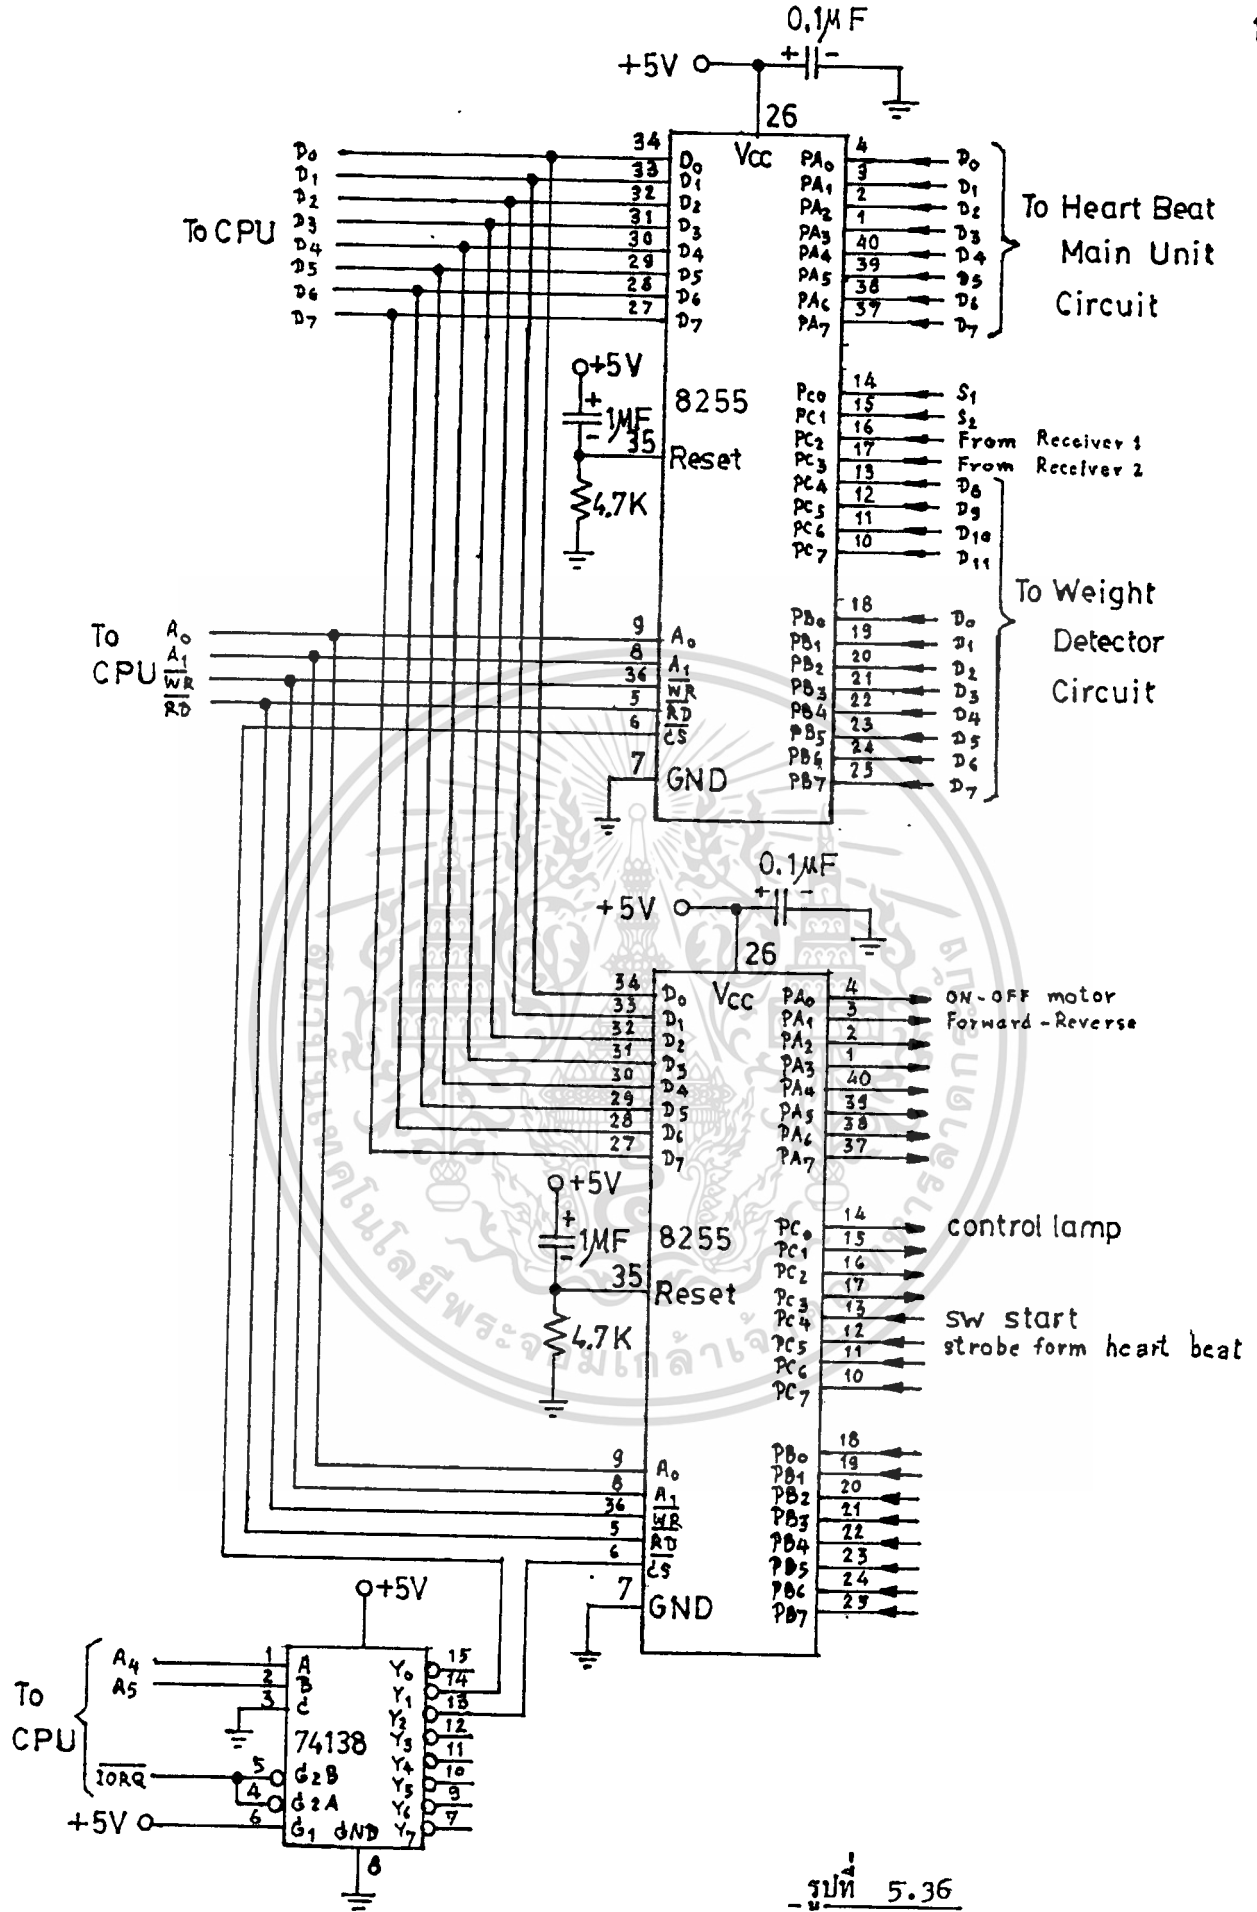 0.1µF
+ -
+5V
26
Vcc
To CPU
D0 34 D0
D1 33 D1
D2 32 D2
D3 31 D3
D4 30 D4
D5 29 D5
D6 28 D6
D7 27 D7
PA0 4 D0
PA1 3 D1
PA2 2 D2
PA3 1 D3
PA4 40 D4
PA5 39 D5
PA6 38 D6
PA7 37 D7
To Heart Beat
Main Unit
Circuit
+5V
+
1µF
-
35
Reset
4.7K
8255
PC0 14 S1
PC1 15 S2
PC2 16 From Receiver 1
PC3 17 From Receiver 2
PC4 13 D8
PC5 12 D9
PC6 11 D10
PC7 10 D11
PB0 18 D0
PB1 19 D1
PB2 20 D2
PB3 21 D3
PB4 22 D4
PB5 23 D5
PB6 24 D6
PB7 25 D7
To Weight
Detector
Circuit
To
CPU
A0 9 A0
A1 8 A1
WR 36 WR
RD 5 RD
6 CS
7 GND
0.1µF
+ -
+5V
26
Vcc
34 D0
33 D1
32 D2
31 D3
30 D4
29 D5
28 D6
27 D7
PA0 4 ON-OFF motor
PA1 3 Forward-Reverse
PA2 2
PA3 1
PA4 40
PA5 39
PA6 38
PA7 37
+5V
+
1µF
-
35
Reset
4.7K
8255
PC0 14 control lamp
PC1 15
PC2 16
PC3 17
PC4 13 SW start
PC5 12 strobe form heart beat
PC6 11
PC7 10
9 A0
8 A1
36 WR
5 RD
6 CS
7 GND
PB0 18
PB1 19
PB2 20
PB3 21
PB4 22
PB5 23
PB6 24
PB7 25
+5V
To
CPU
A4 1 A
A5 2 B
3 C
74138
IORQ 5 G2B
4 G2A
+5V 6 G1
GND
8
Y0 15
Y1 14
Y2 13
Y3 12
Y4 11
Y5 10
Y6 9
Y7 7
รูปที่ 5.36